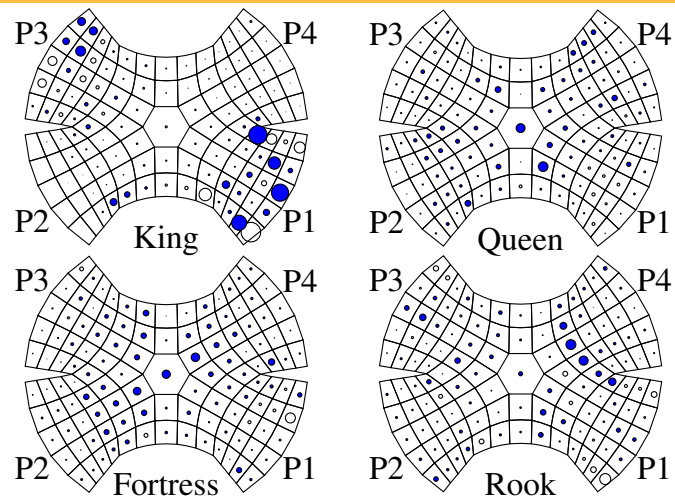 P3 P4 P3 P4
P2 King P1 P2 Queen P1
P3 P4 P3 P4
P2 Fortress P1 P2 Rook P1